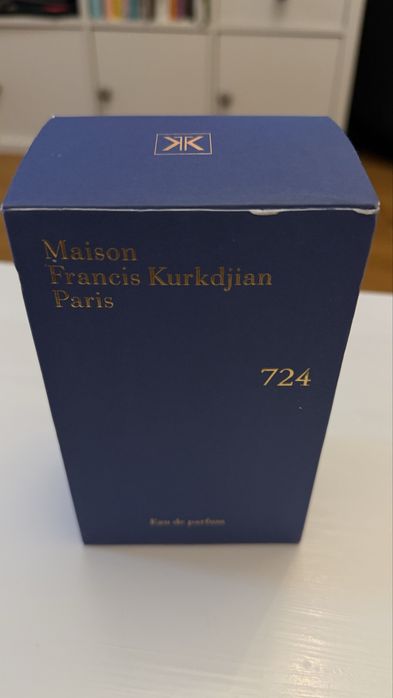 Maison
Francis Kurkdjian
Paris
724
Eau de parfum